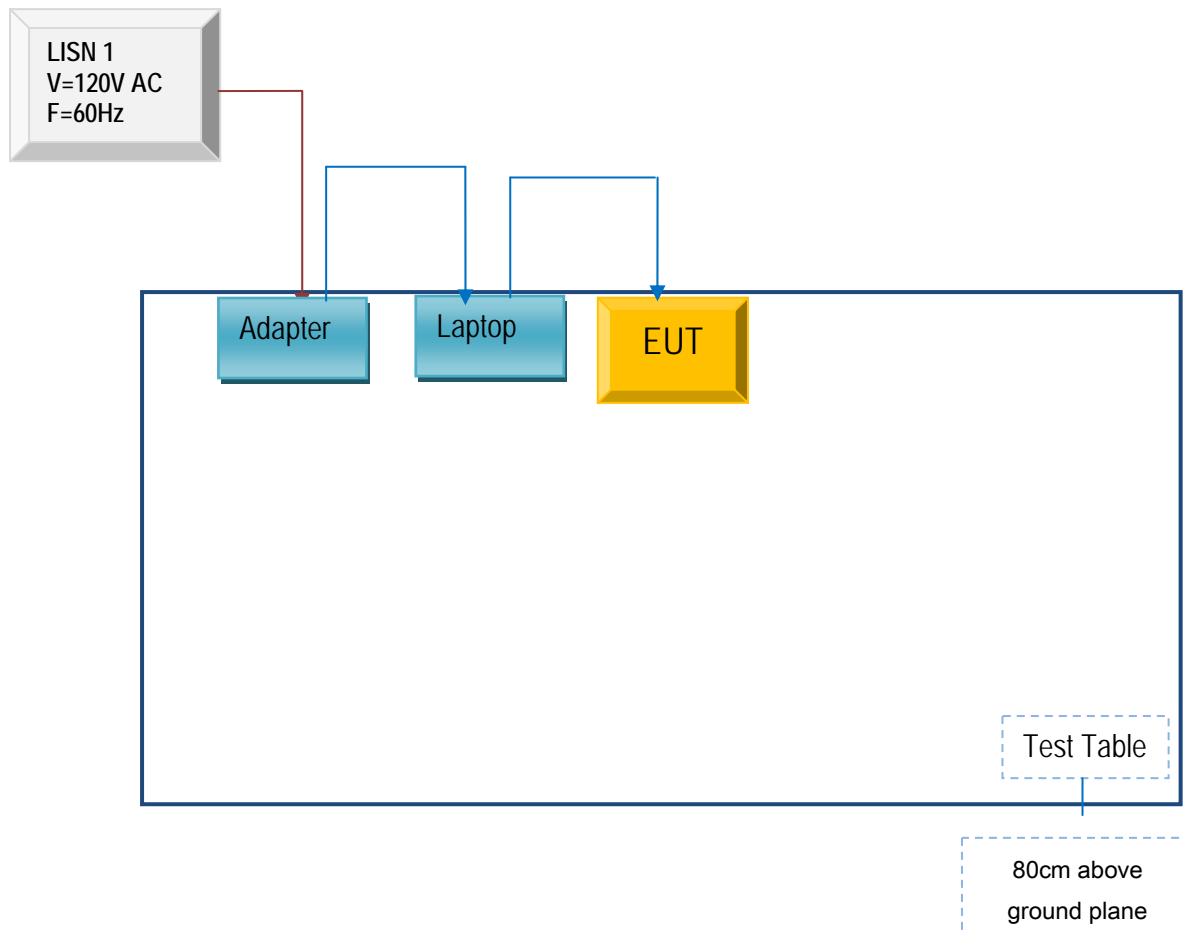 LISN 1
V=120V AC
F=60Hz
Adapter
Laptop
EUT
Test Table
80cm above
ground plane